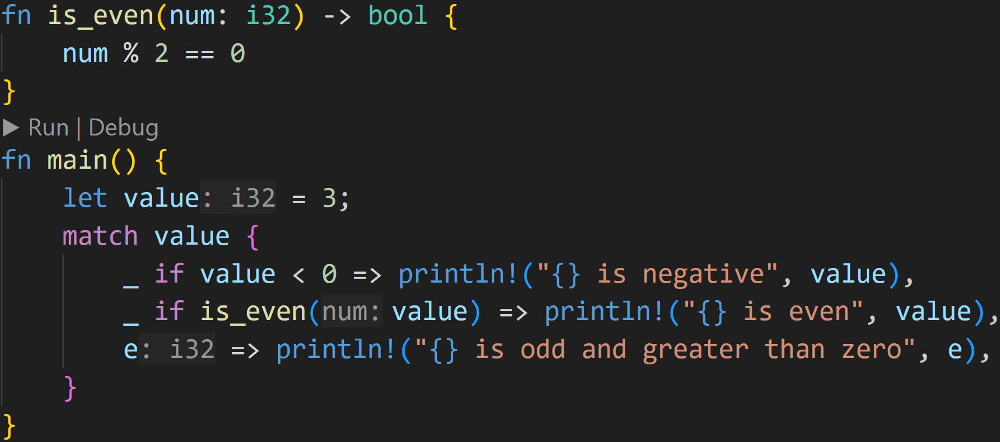 fn is_even(num: i32) -> bool {
    num % 2 == 0
}
▶ Run | Debug
fn main() {
    let value: i32 = 3;
    match value {
        _ if value < 0 => println!("{} is negative", value),
        _ if is_even(num: value) => println!("{} is even", value),
        e: i32 => println!("{} is odd and greater than zero", e),
    }
}